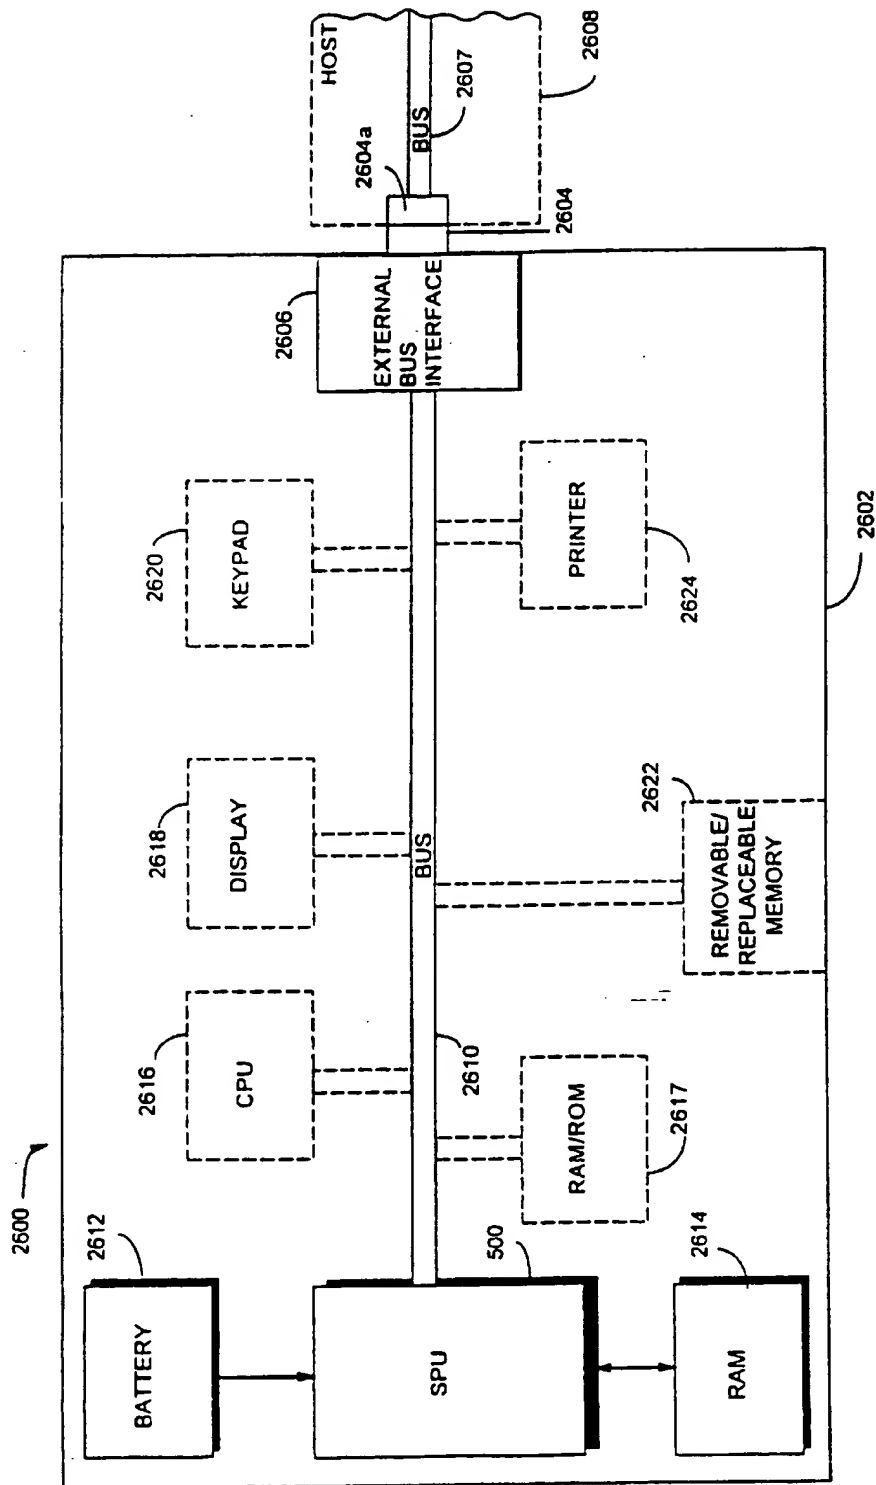 2600
BATTERY
2612
SPU
500
RAM
2614
CPU
2616
RAM/ROM
2617
2610
DISPLAY
2618
BUS
REMOVABLE/
REPLACEABLE
MEMORY
2622
KEYPAD
2620
PRINTER
2624
2602
EXTERNAL
BUS
INTERFACE
2606
2604
2604a
BUS
2607
HOST
2608